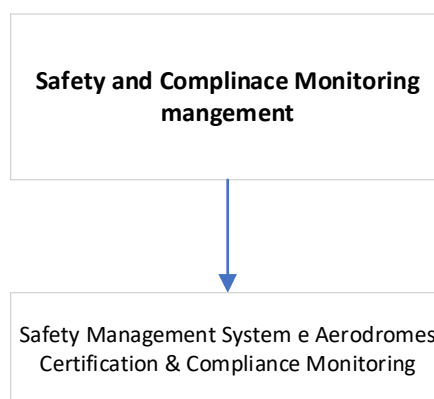 Safety and Complinace Monitoring
mangement
Safety Management System e Aerodromes
Certification & Compliance Monitoring